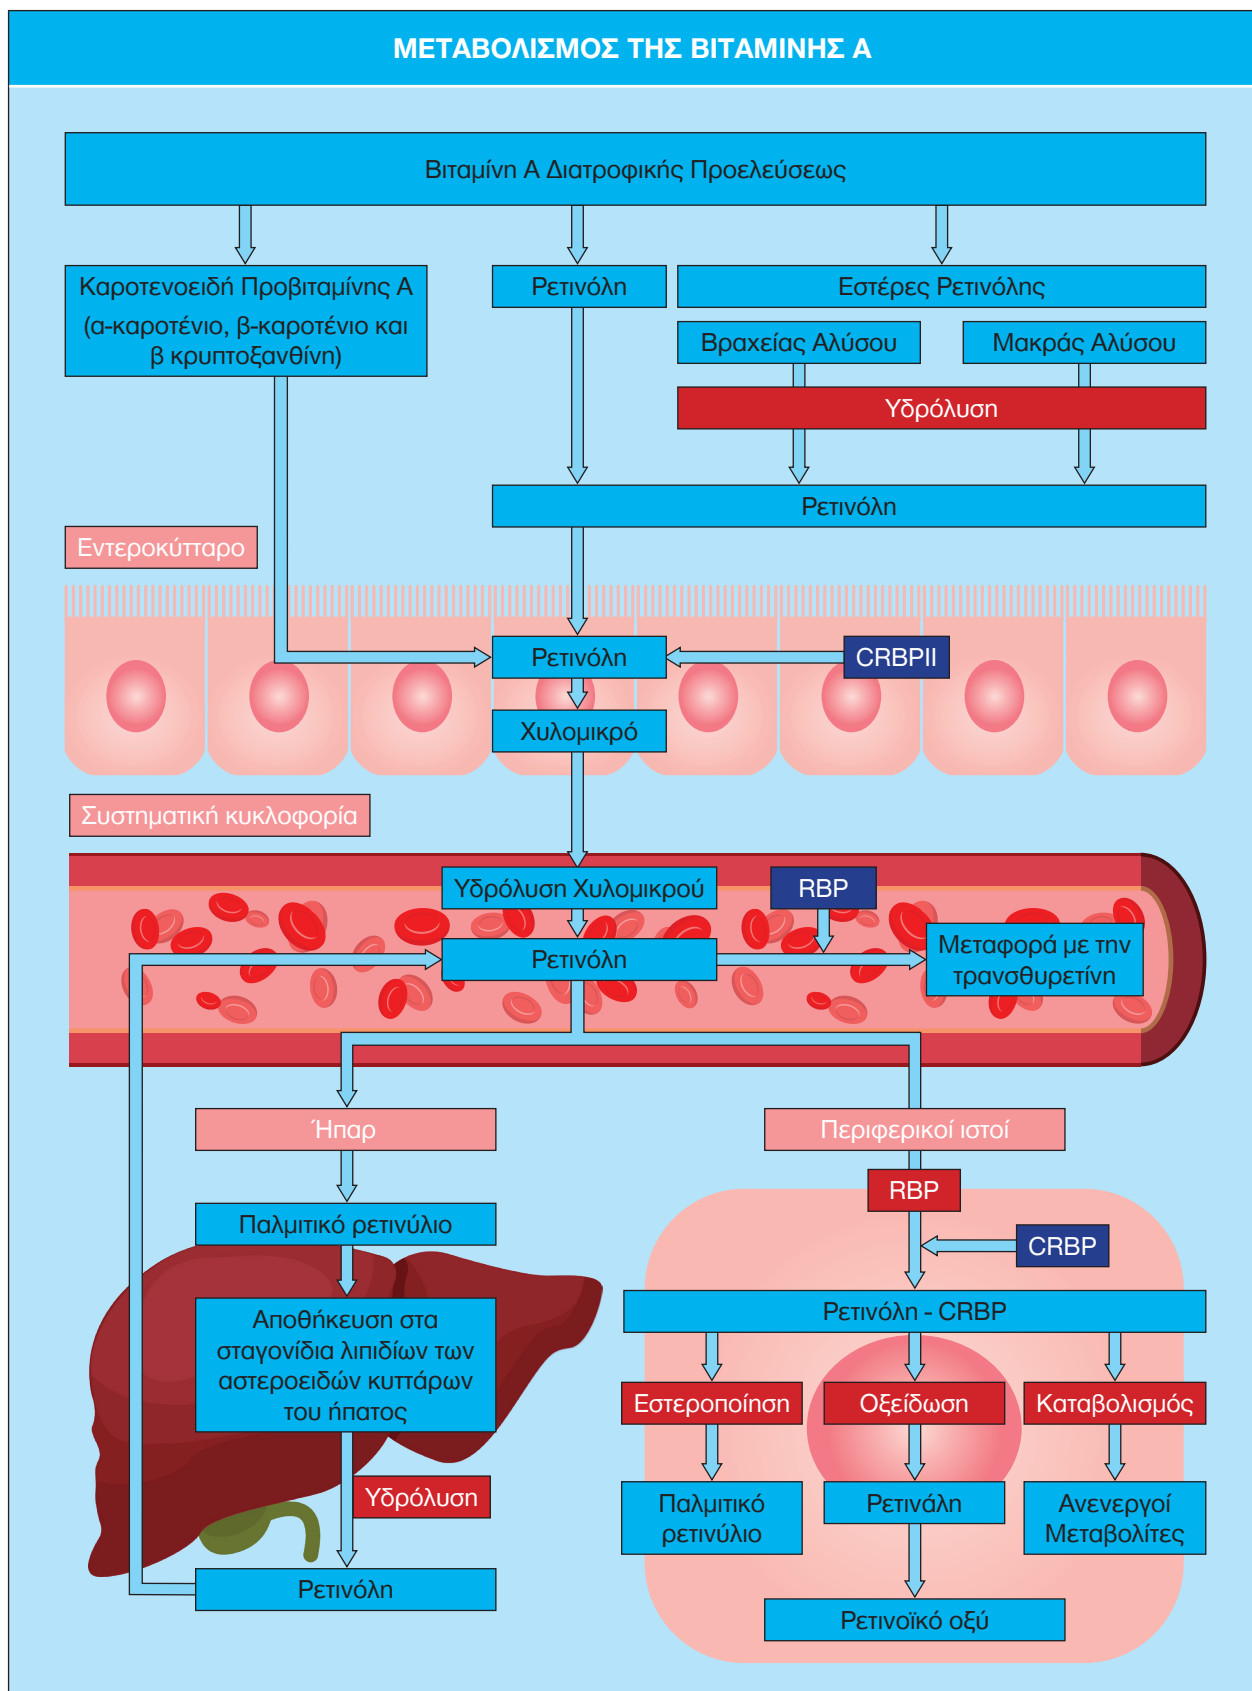 ΜΕΤΑΒΟΛΙΣΜΟΣ ΤΗΣ ΒΙΤΑΜΙΝΗΣ Α
Βιταμίνη Α Διατροφικής Προελεύσεως
Καροτενοειδή Προβιταμίνης Α
(α-καροτένιο, β-καροτένιο και
β κρυπτοξανθίνη)
Ρετινόλη
Εστέρες Ρετινόλης
Βραχείας Αλύσου
Μακράς Αλύσου
Υδρόλυση
Ρετινόλη
Εντεροκύτταρο
Ρετινόλη
CRBPII
Χυλομικρό
Συστηματική κυκλοφορία
Υδρόλυση Χυλομικρού
RBP
Ρετινόλη
Μεταφορά με την
τρανσθυρετίνη
Ήπαρ
Περιφερικοί ιστοί
RBP
Παλμιτικό ρετινύλιο
CRBP
Αποθήκευση στα
σταγονίδια λιπιδίων των
αστεροειδών κυττάρων
του ήπατος
Ρετινόλη - CRBP
Εστεροποίηση
Οξείδωση
Καταβολισμός
Υδρόλυση
Παλμιτικό
ρετινύλιο
Ρετινάλη
Ανενεργοί
Μεταβολίτες
Ρετινόλη
Ρετινοϊκό οξύ